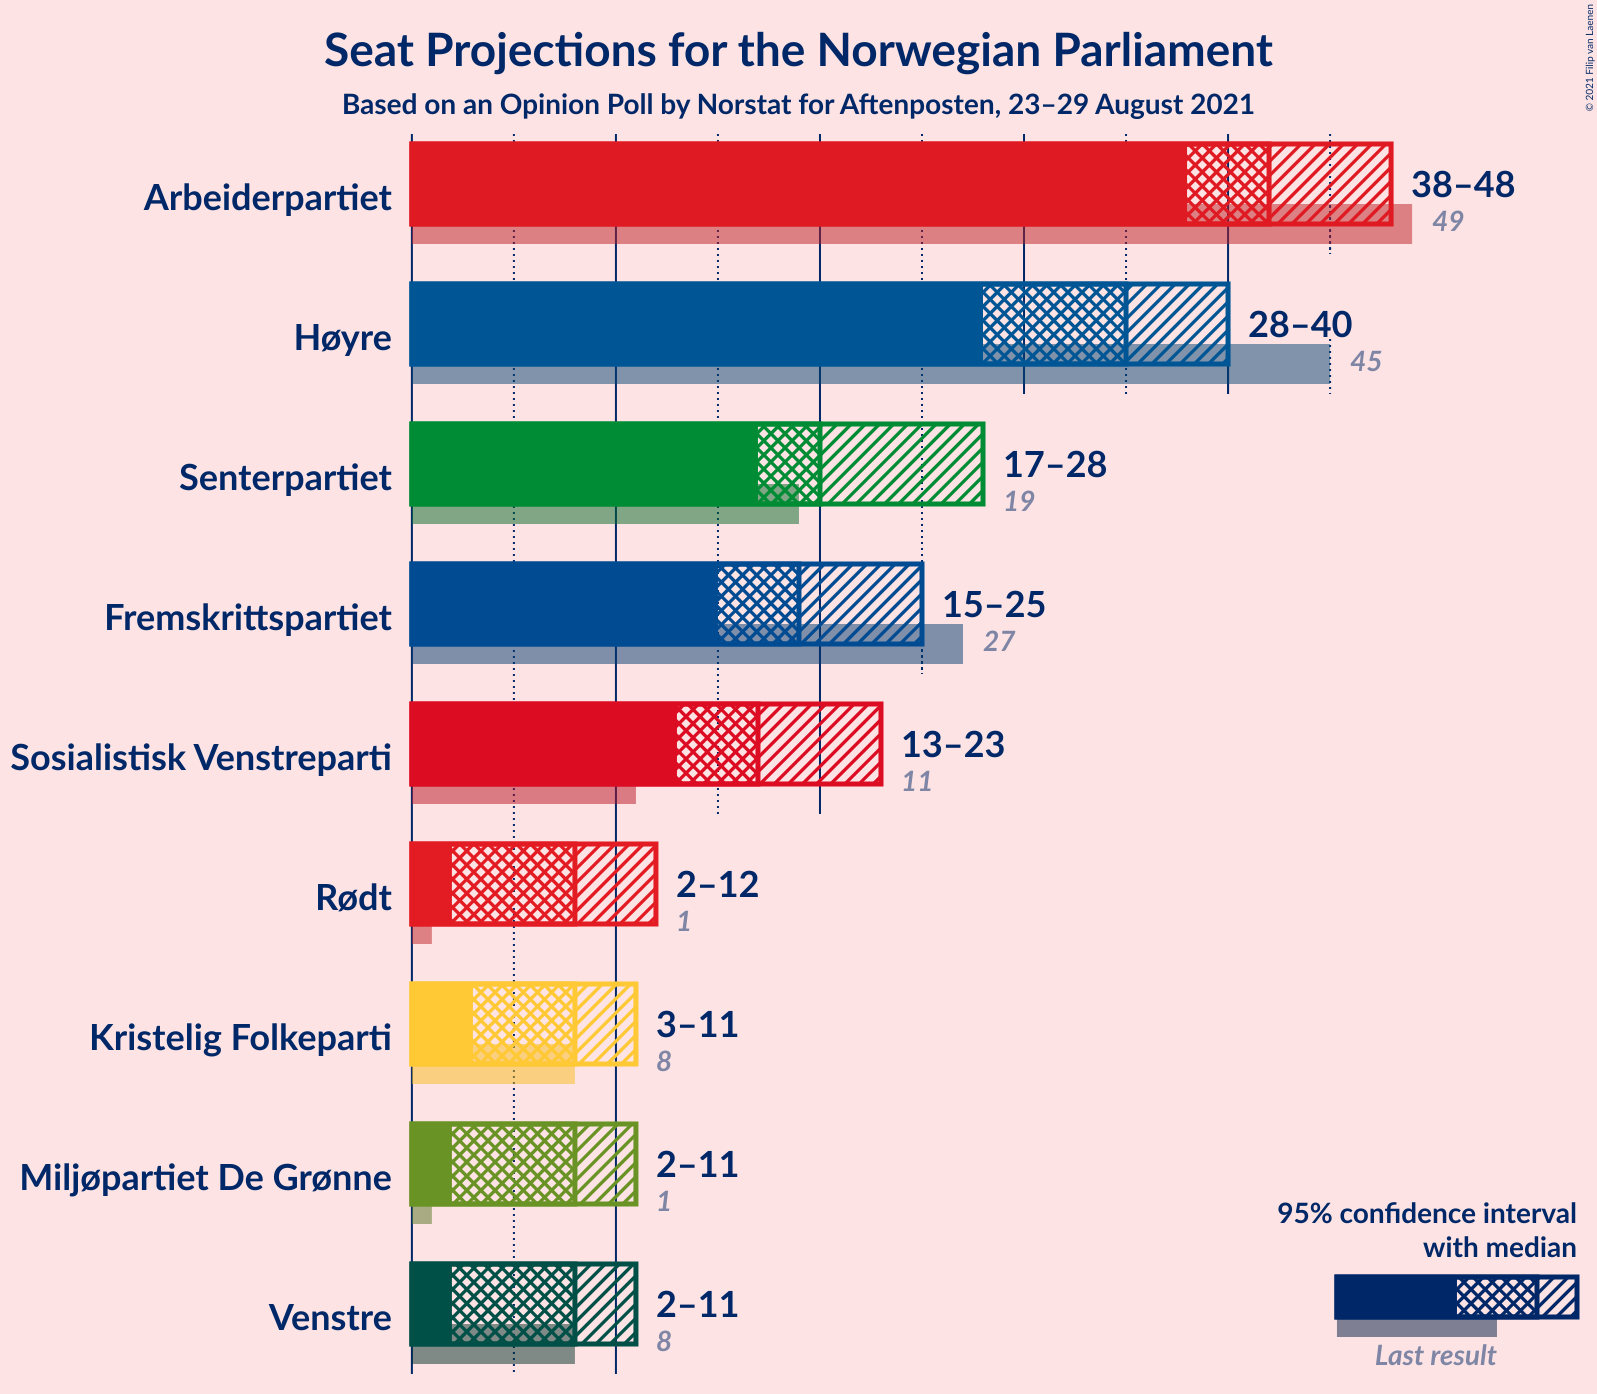 Seat Projections for the Norwegian Parliament
Based on an Opinion Poll by Norstat for Aftenposten, 23–29 August 2021
© 2021 Filip van Laenen
Arbeiderpartiet
38–48
49
Høyre
28–40
45
Senterpartiet
17–28
19
Fremskrittspartiet
15–25
27
Sosialistisk Venstreparti
13–23
11
Rødt
2–12
1
Kristelig Folkeparti
3–11
8
Miljøpartiet De Grønne
2–11
1
Venstre
2–11
8
95% confidence interval
with median
Last result